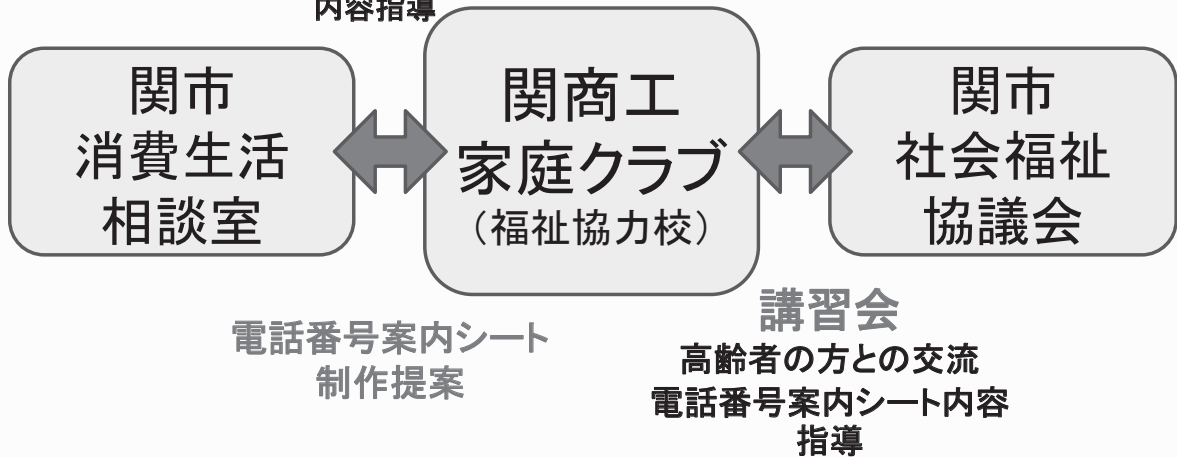 内容指導
関市
消費生活
相談室
関商工
家庭クラブ
(福祉協力校)
関市
社会福祉
協議会
電話番号案内シート
制作提案
講習会
高齢者の方との交流
電話番号案内シート内容
指導